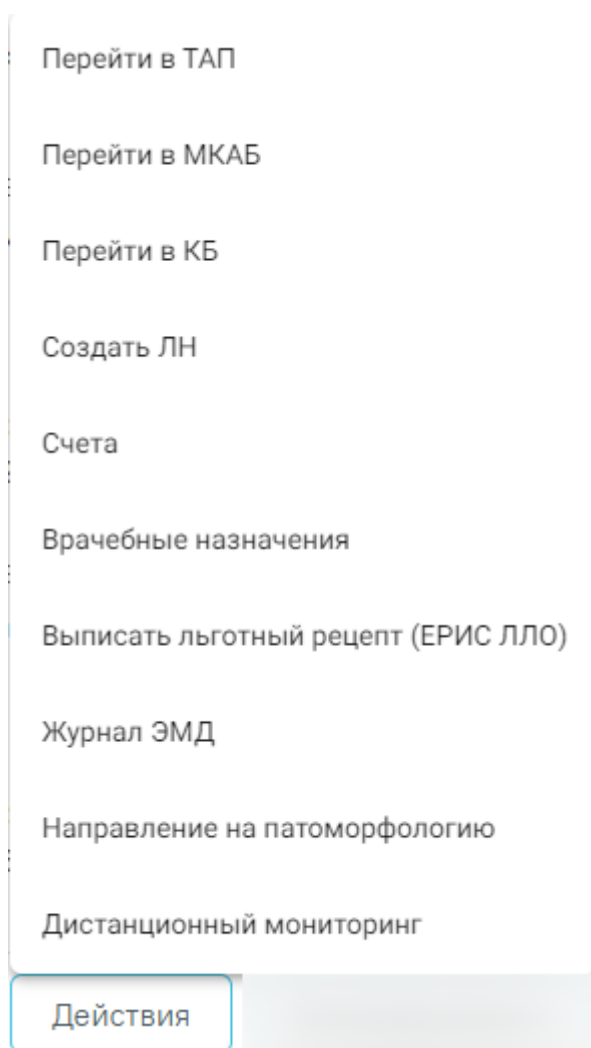 Перейти в ТАП
Перейти в МКАБ
Перейти в КБ
Создать ЛН
Счета
Врачебные назначения
Выписать льготный рецепт (ЕРИС ЛЛО)
Журнал ЭМД
Направление на патоморфологию
Дистанционный мониторинг
Действия